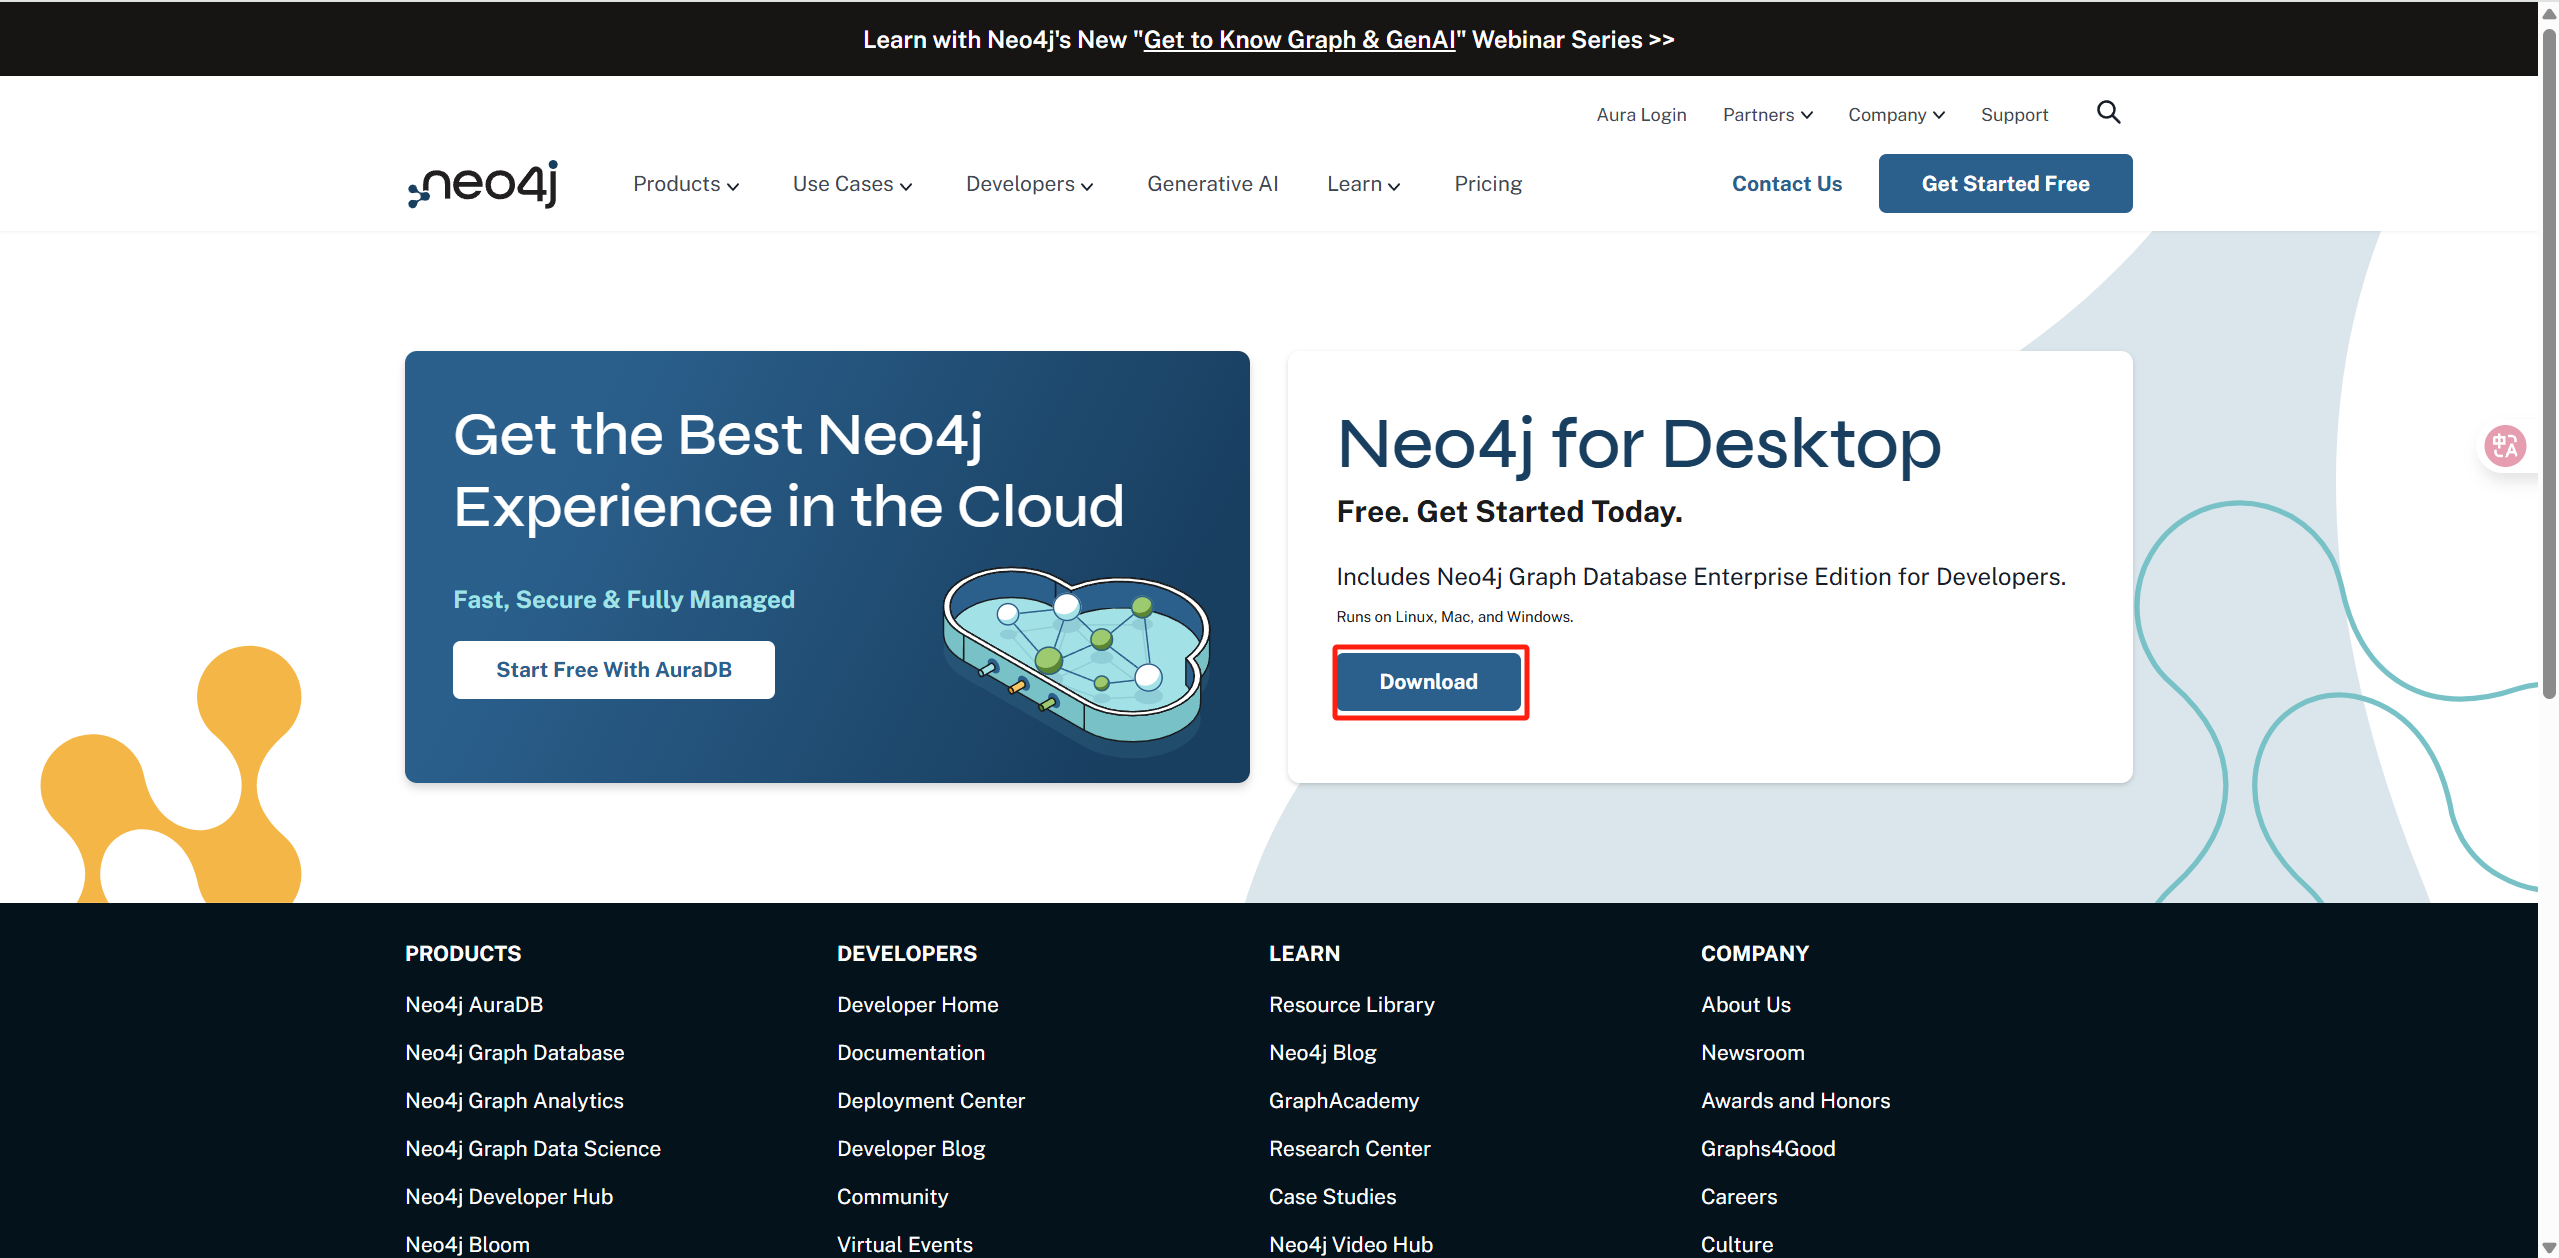 Learn with Neo4j's New "Get to Know Graph & GenAI" Webinar Series >>
Aura Login Partners Company Support
neo4j Products Use Cases Developers Generative AI Learn Pricing Contact Us Get Started Free
Get the Best Neo4j
Experience in the Cloud
Fast, Secure & Fully Managed
Start Free With AuraDB
Neo4j for Desktop
Free. Get Started Today.
Includes Neo4j Graph Database Enterprise Edition for Developers.
Runs on Linux, Mac, and Windows.
Download
中A
PRODUCTS
Neo4j AuraDB
Neo4j Graph Database
Neo4j Graph Analytics
Neo4j Graph Data Science
Neo4j Developer Hub
Neo4j Bloom
DEVELOPERS
Developer Home
Documentation
Deployment Center
Developer Blog
Community
Virtual Events
LEARN
Resource Library
Neo4j Blog
GraphAcademy
Research Center
Case Studies
Neo4j Video Hub
COMPANY
About Us
Newsroom
Awards and Honors
Graphs4Good
Careers
Culture